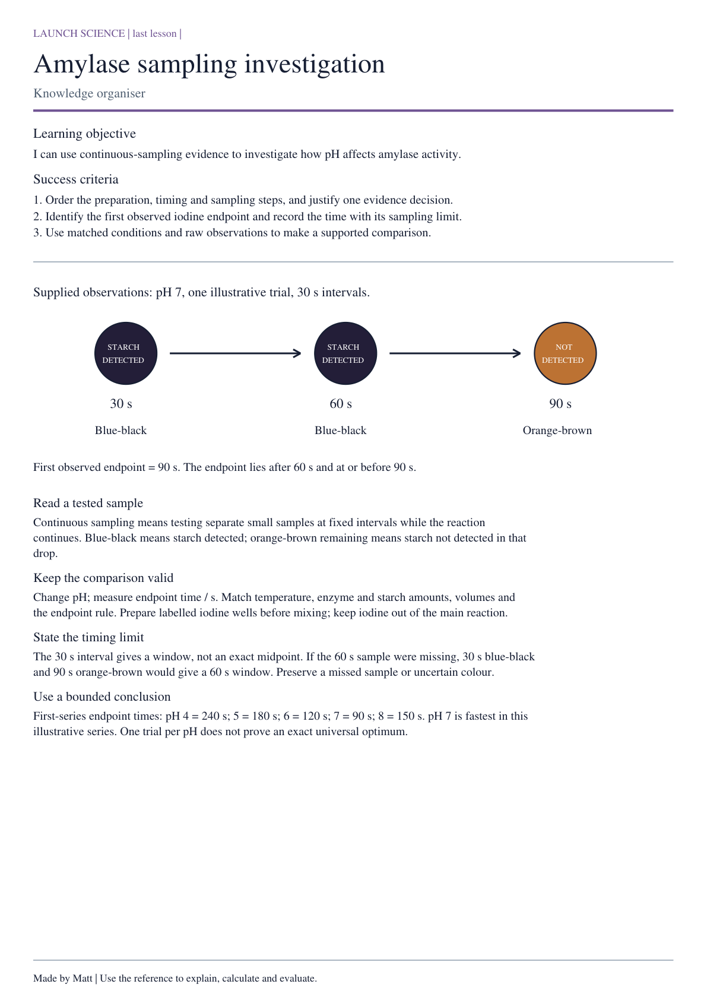 LAUNCH SCIENCE | last lesson |
Amylase sampling investigation
Knowledge organiser
Learning objective
I can use continuous-sampling evidence to investigate how pH affects amylase activity.
Success criteria
1. Order the preparation, timing and sampling steps, and justify one evidence decision.
2. Identify the first observed iodine endpoint and record the time with its sampling limit.
3. Use matched conditions and raw observations to make a supported comparison.
Supplied observations: pH 7, one illustrative trial, 30 s intervals.
STARCH
DETECTED
STARCH
DETECTED
NOT
DETECTED
30 s
60 s
90 s
Blue-black
Blue-black
Orange-brown
First observed endpoint = 90 s. The endpoint lies after 60 s and at or before 90 s.
Read a tested sample
Continuous sampling means testing separate small samples at fixed intervals while the reaction
continues. Blue-black means starch detected; orange-brown remaining means starch not detected in that
drop.
Keep the comparison valid
Change pH; measure endpoint time / s. Match temperature, enzyme and starch amounts, volumes and
the endpoint rule. Prepare labelled iodine wells before mixing; keep iodine out of the main reaction.
State the timing limit
The 30 s interval gives a window, not an exact midpoint. If the 60 s sample were missing, 30 s blue-black
and 90 s orange-brown would give a 60 s window. Preserve a missed sample or uncertain colour.
Use a bounded conclusion
First-series endpoint times: pH 4 = 240 s; 5 = 180 s; 6 = 120 s; 7 = 90 s; 8 = 150 s. pH 7 is fastest in this
illustrative series. One trial per pH does not prove an exact universal optimum.
Made by Matt | Use the reference to explain, calculate and evaluate.